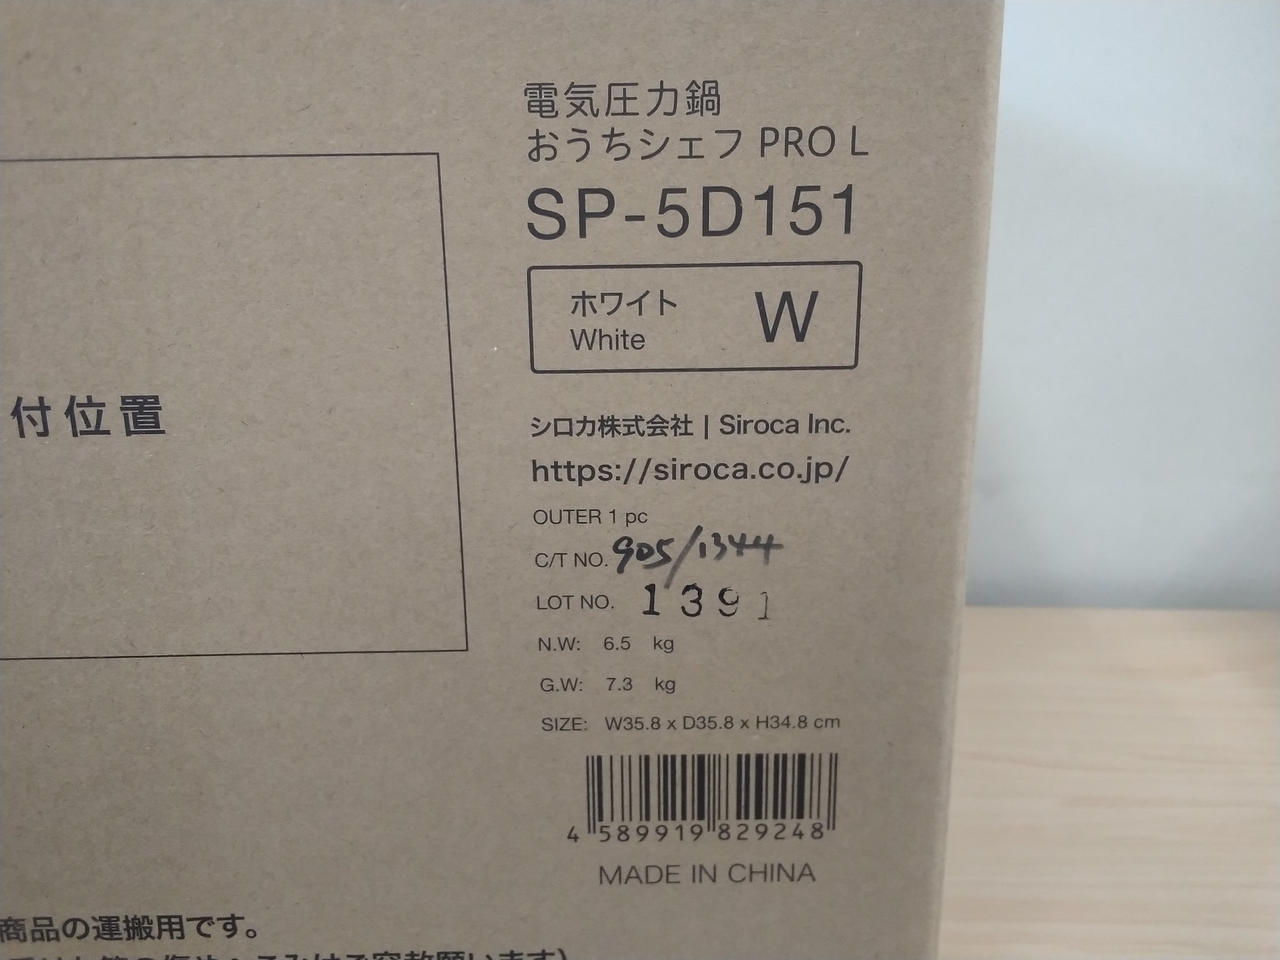 電気圧力鍋
おうちシェフ PRO L
SP-5D151
ホワイト
White
W
付位置
シロカ株式会社 | Siroca Inc.
https://siroca.co.jp/
OUTER 1 pc
C/T NO. 905/1344
LOT NO. 1391
N.W: 6.5 kg
G.W: 7.3 kg
SIZE: W35.8 x D35.8 x H34.8 cm
4 589919 829248
MADE IN CHINA
商品の運搬用です。